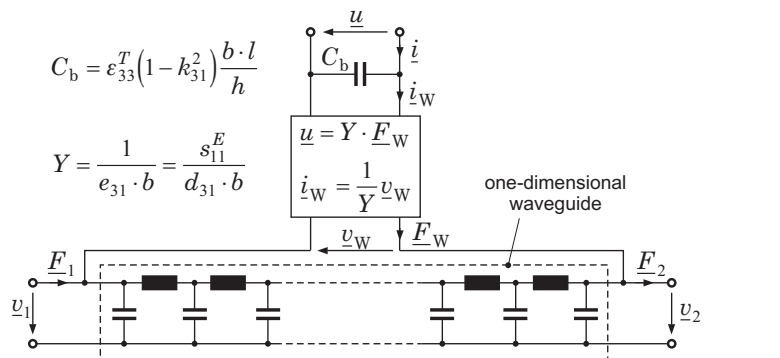 u
i
C_b = ε_33^T (1 − k_31^2) b · l / h
C_b
i_W
u = Y · F_W
Y = 1 / (e_31 · b) = s_11^E / (d_31 · b)
i_W = 1/Y v_W
one-dimensional
waveguide
v_W
F_W
F_1
F_2
v_1
v_2